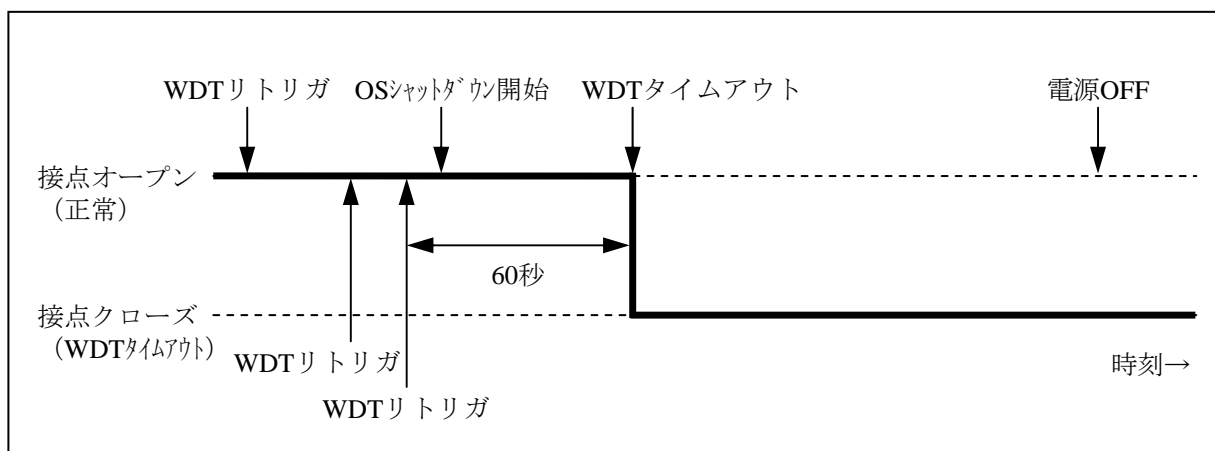 WDTリトリガ OSｼｬｯﾄﾀﾞｳﾝ開始 WDTタイムアウト 電源OFF
接点オープン
（正常）
60秒
接点クローズ
（WDTﾀｲﾑｱｳﾄ）
WDTリトリガ
時刻→
WDTリトリガ